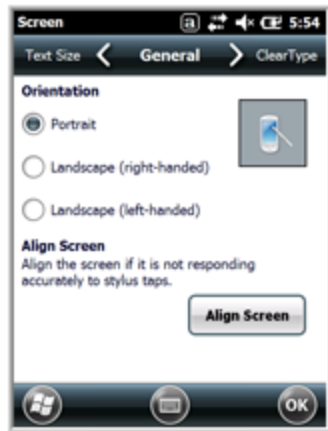 Screen a 5:54
Text Size General ClearType
Orientation
Portrait
Landscape (right-handed)
Landscape (left-handed)
Align Screen
Align the screen if it is not responding
accurately to stylus taps.
Align Screen
OK